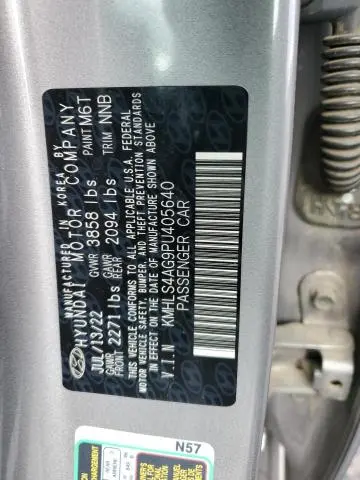 MANUFACTURED IN KOREA BY
HYUNDAI MOTOR COMPANY
JUL/13/22 GVWR 3858 lbs PAINT M6T
GAWR FRONT 2271 lbs GAWR REAR 2094 lbs TRIM NNB
THIS VEHICLE CONFORMS TO ALL APPLICABLE U.S.A. FEDERAL
MOTOR VEHICLE SAFETY, BUMPER, AND THEFT PREVENTION STANDARDS
IN EFFECT ON THE DATE OF MANUFACTURE SHOWN ABOVE
V.I.N KMHLS4AG9PU405640
PASSENGER CAR
N57